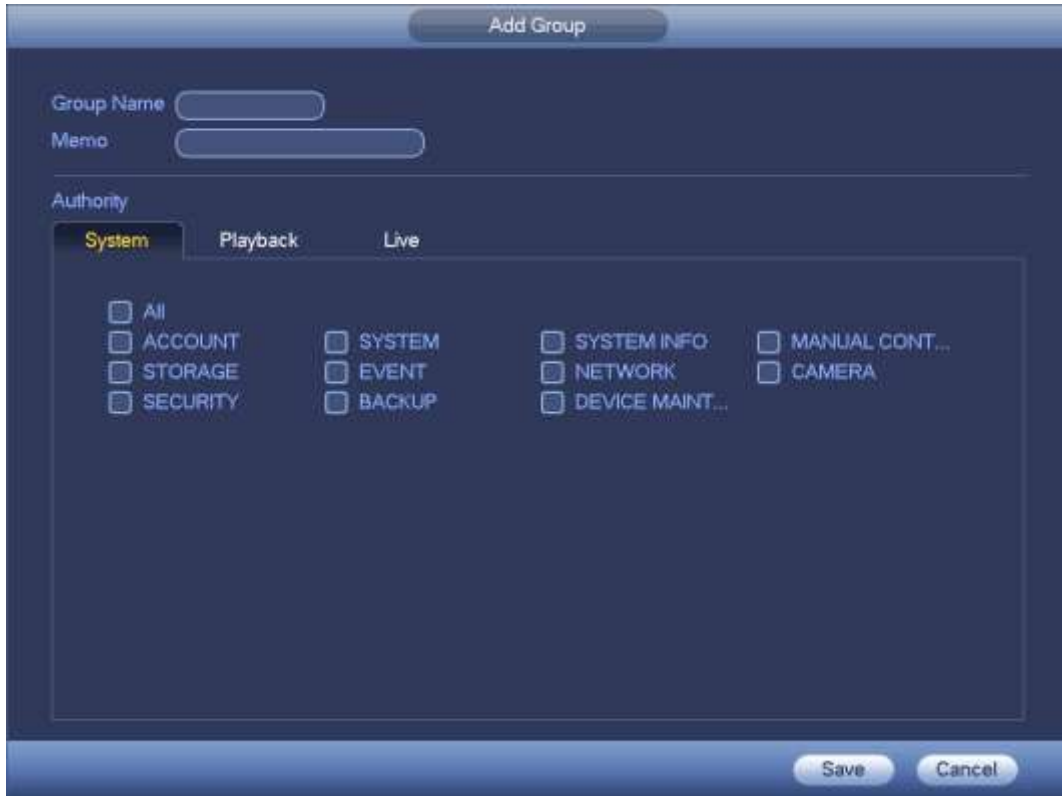 Add Group
Group Name
Memo
Authority
System Playback Live
All
ACCOUNT SYSTEM SYSTEM INFO MANUAL CONT...
STORAGE EVENT NETWORK CAMERA
SECURITY BACKUP DEVICE MAINT...
Save Cancel